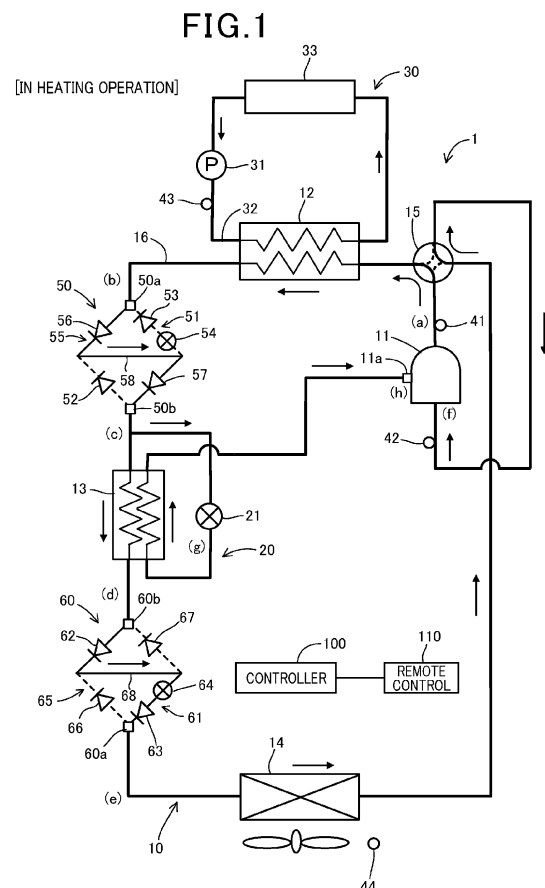 FIG.1
33
[IN HEATING OPERATION]
30
P
31
1
43
12
32
15
16
(b)
50a
50
53
51
(a)
41
56
54
11
55
11a
58
57
(h)
52
(f)
50b
(c)
42
13
21
(g)
20
(d)
60
60b
67
62
100
110
CONTROLLER
REMOTE
CONTROL
68
64
65
61
66
63
60a
14
(e)
10
44